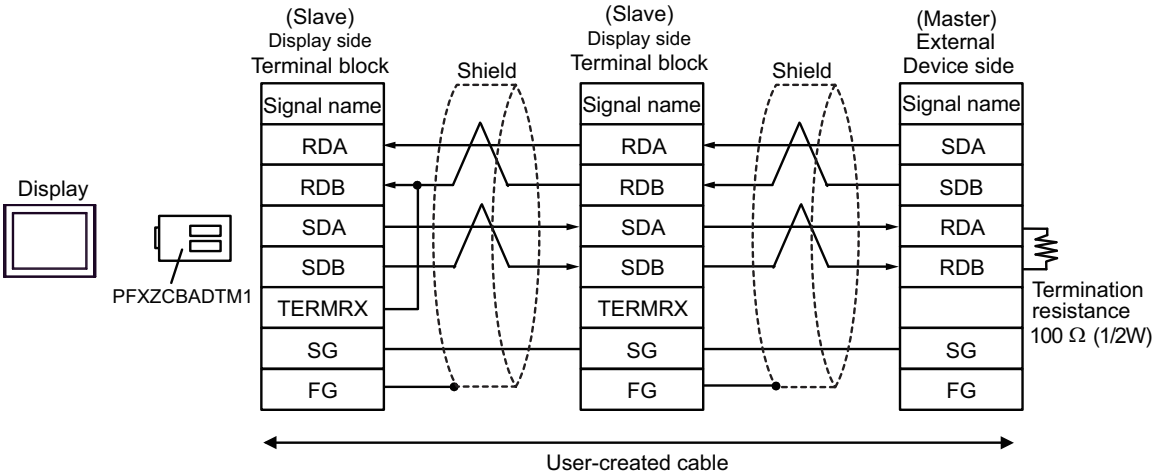 (Slave)
Display side
Terminal block
Shield
(Slave)
Display side
Terminal block
Shield
(Master)
External
Device side
Signal name
Signal name
Signal name
RDA
RDA
SDA
RDB
RDB
SDB
SDA
SDA
RDA
SDB
SDB
RDB
TERMRX
TERMRX
SG
SG
SG
FG
FG
FG
Display
PFXZCBADTM1
Termination
resistance
100 Ω (1/2W)
User-created cable